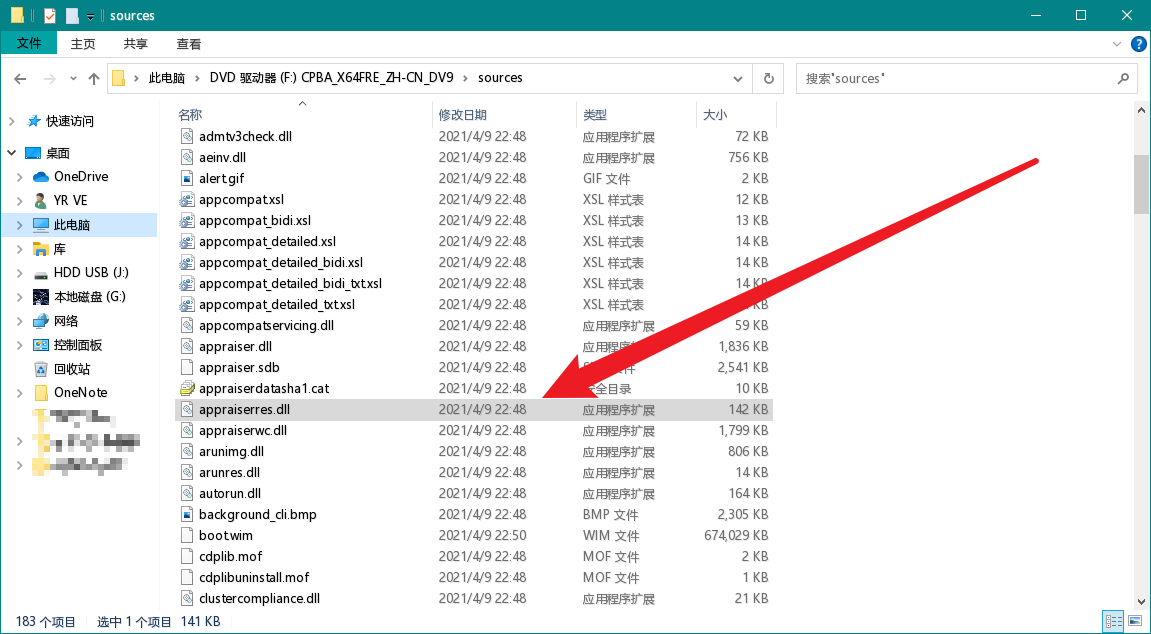 sources
文件 主页 共享 查看
此电脑 DVD 驱动器 (F:) CPBA_X64FRE_ZH-CN_DV9 sources 搜索"sources"
快速访问
桌面
OneDrive
YR VE
此电脑
库
HDD USB (J:)
本地磁盘 (G:)
网络
控制面板
回收站
OneNote
名称 修改日期 类型 大小
admtv3check.dll 2021/4/9 22:48 应用程序扩展 72 KB
aeinv.dll 2021/4/9 22:48 应用程序扩展 756 KB
alert.gif 2021/4/9 22:48 GIF 文件 2 KB
appcompat.xsl 2021/4/9 22:48 XSL 样式表 12 KB
appcompat_bidi.xsl 2021/4/9 22:48 XSL 样式表 13 KB
appcompat_detailed.xsl 2021/4/9 22:48 XSL 样式表 14 KB
appcompat_detailed_bidi.xsl 2021/4/9 22:48 XSL 样式表 14 KB
appcompat_detailed_bidi_txt.xsl 2021/4/9 22:48 XSL 样式表 14 KB
appcompat_detailed_txt.xsl 2021/4/9 22:48 XSL 样式表 KB
appcompatservicing.dll 2021/4/9 22:48 应用程序扩展 59 KB
appraiser.dll 2021/4/9 22:48 应用程序 1,836 KB
appraiser.sdb 2021/4/9 22:48 文件 2,541 KB
appraiserdatasha1.cat 2021/4/9 22:48 安全目录 10 KB
appraiserres.dll 2021/4/9 22:48 应用程序扩展 142 KB
appraiserwc.dll 2021/4/9 22:48 应用程序扩展 1,799 KB
arunimg.dll 2021/4/9 22:48 应用程序扩展 806 KB
arunres.dll 2021/4/9 22:48 应用程序扩展 14 KB
autorun.dll 2021/4/9 22:48 应用程序扩展 164 KB
background_cli.bmp 2021/4/9 22:48 BMP 文件 2,305 KB
boot.wim 2021/4/9 22:50 WIM 文件 674,029 KB
cdplib.mof 2021/4/9 22:48 MOF 文件 2 KB
cdplibuninstall.mof 2021/4/9 22:48 MOF 文件 1 KB
clustercompliance.dll 2021/4/9 22:48 应用程序扩展 21 KB
183 个项目 选中 1 个项目 141 KB